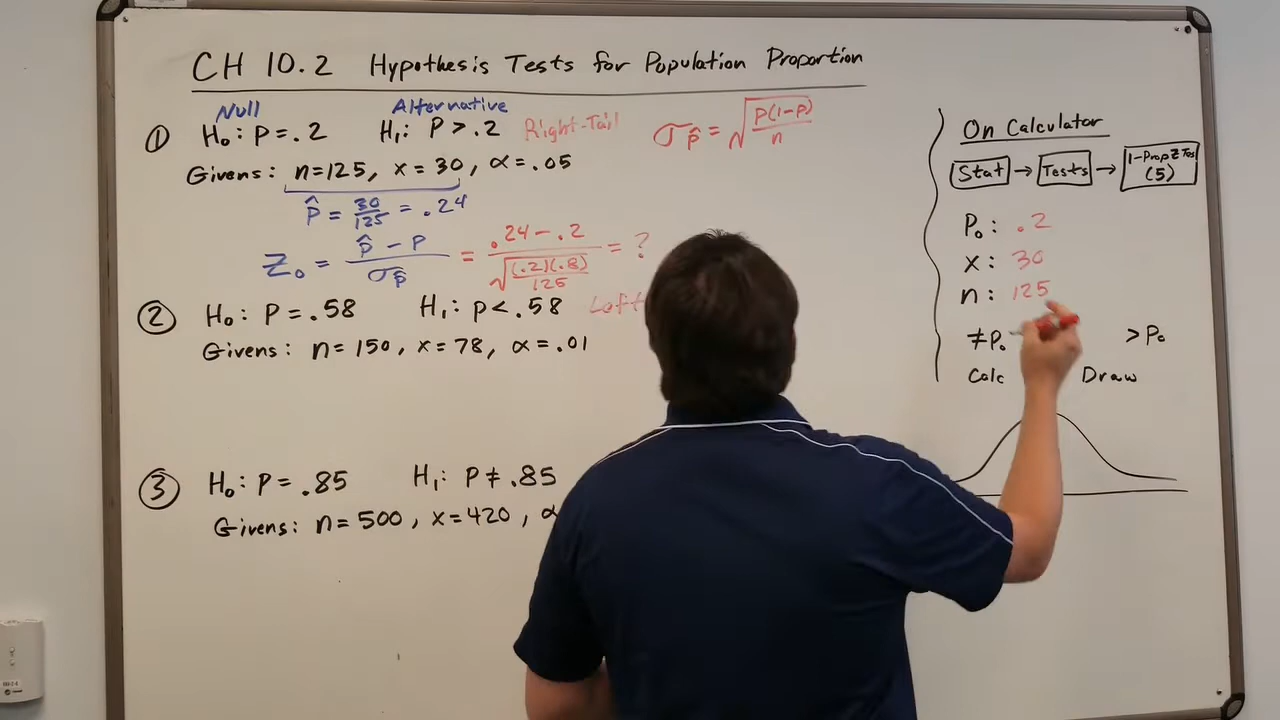 CH 10.2 Hypothesis Tests for Population Proportion
Null Alternative
① H₀: P = .2 H₁: P > .2 Right-Tail σp̂ = √(P(1-P)/n)
Givens: n=125, x = 30, α = .05
p̂ = 30/125 = .24
Z₀ = (p̂ - P)/σp̂ = (.24 - .2)/√((.2)(.8)/125) = ?
② H₀: P = .58 H₁: P < .58 Left
Givens: n = 150, x = 78, α = .01
③ H₀: P = .85 H₁: P ≠ .85
Givens: n = 500, x = 420, α
On Calculator
Stat → Tests → 1-PropZTes
(5)
P₀: .2
x: 30
n: 125
≠P₀ >P₀
Calc Draw